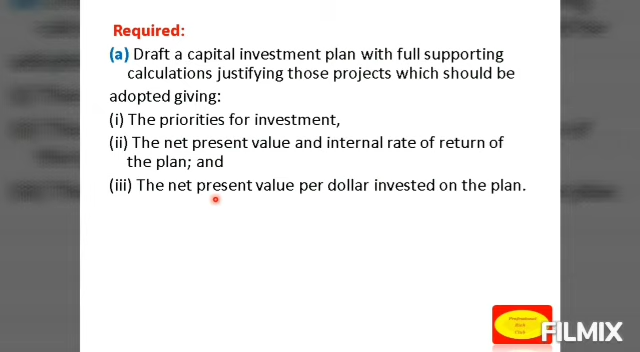 Required:
(a) Draft a capital investment plan with full supporting
calculations justifying those projects which should be
adopted giving:
(i) The priorities for investment,
(ii) The net present value and internal rate of return of
the plan; and
(iii) The net present value per dollar invested on the plan.
FILMIX